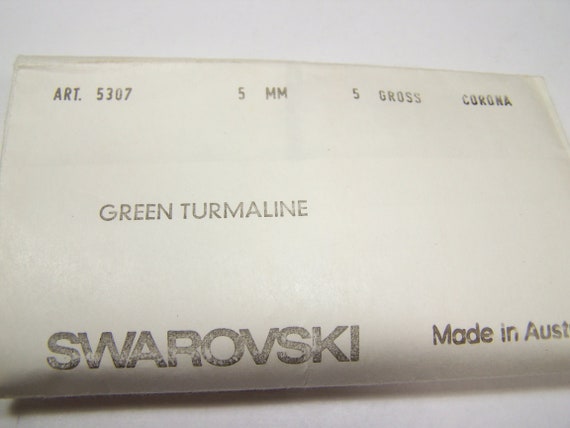 ART. 5307 5 MM 5 GROSS CORONA
GREEN TURMALINE
SWAROVSKI Made in Aust